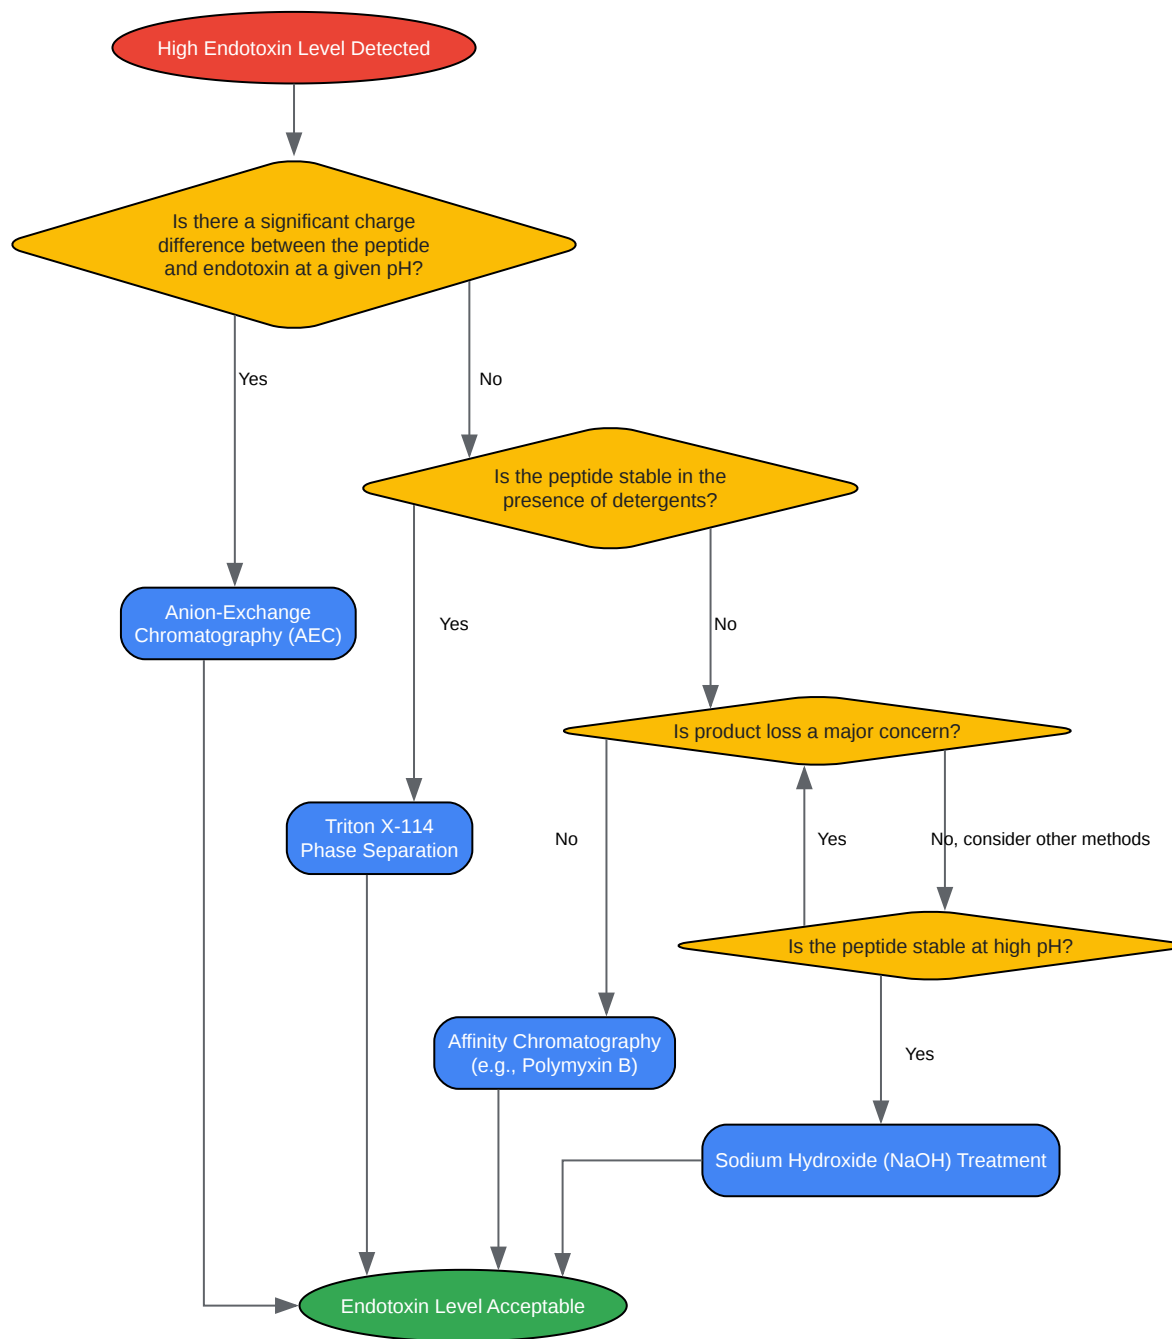 High Endotoxin Level Detected
Is there a significant charge
difference between the peptide
and endotoxin at a given pH?
Yes
No
Is the peptide stable in the
presence of detergents?
Anion-Exchange
Chromatography (AEC)
Yes
No
Is product loss a major concern?
Triton X-114
Phase Separation
No
Yes
No, consider other methods
Is the peptide stable at high pH?
Affinity Chromatography
(e.g., Polymyxin B)
Yes
Sodium Hydroxide (NaOH) Treatment
Endotoxin Level Acceptable